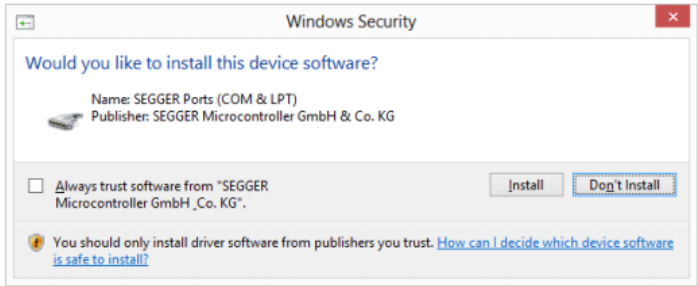 Windows Security
Would you like to install this device software?
Name: SEGGER Ports (COM & LPT)
Publisher: SEGGER Microcontroller GmbH & Co. KG
Always trust software from "SEGGER
Microcontroller GmbH _Co. KG".
Install
Don't Install
You should only install driver software from publishers you trust. How can I decide which device software
is safe to install?